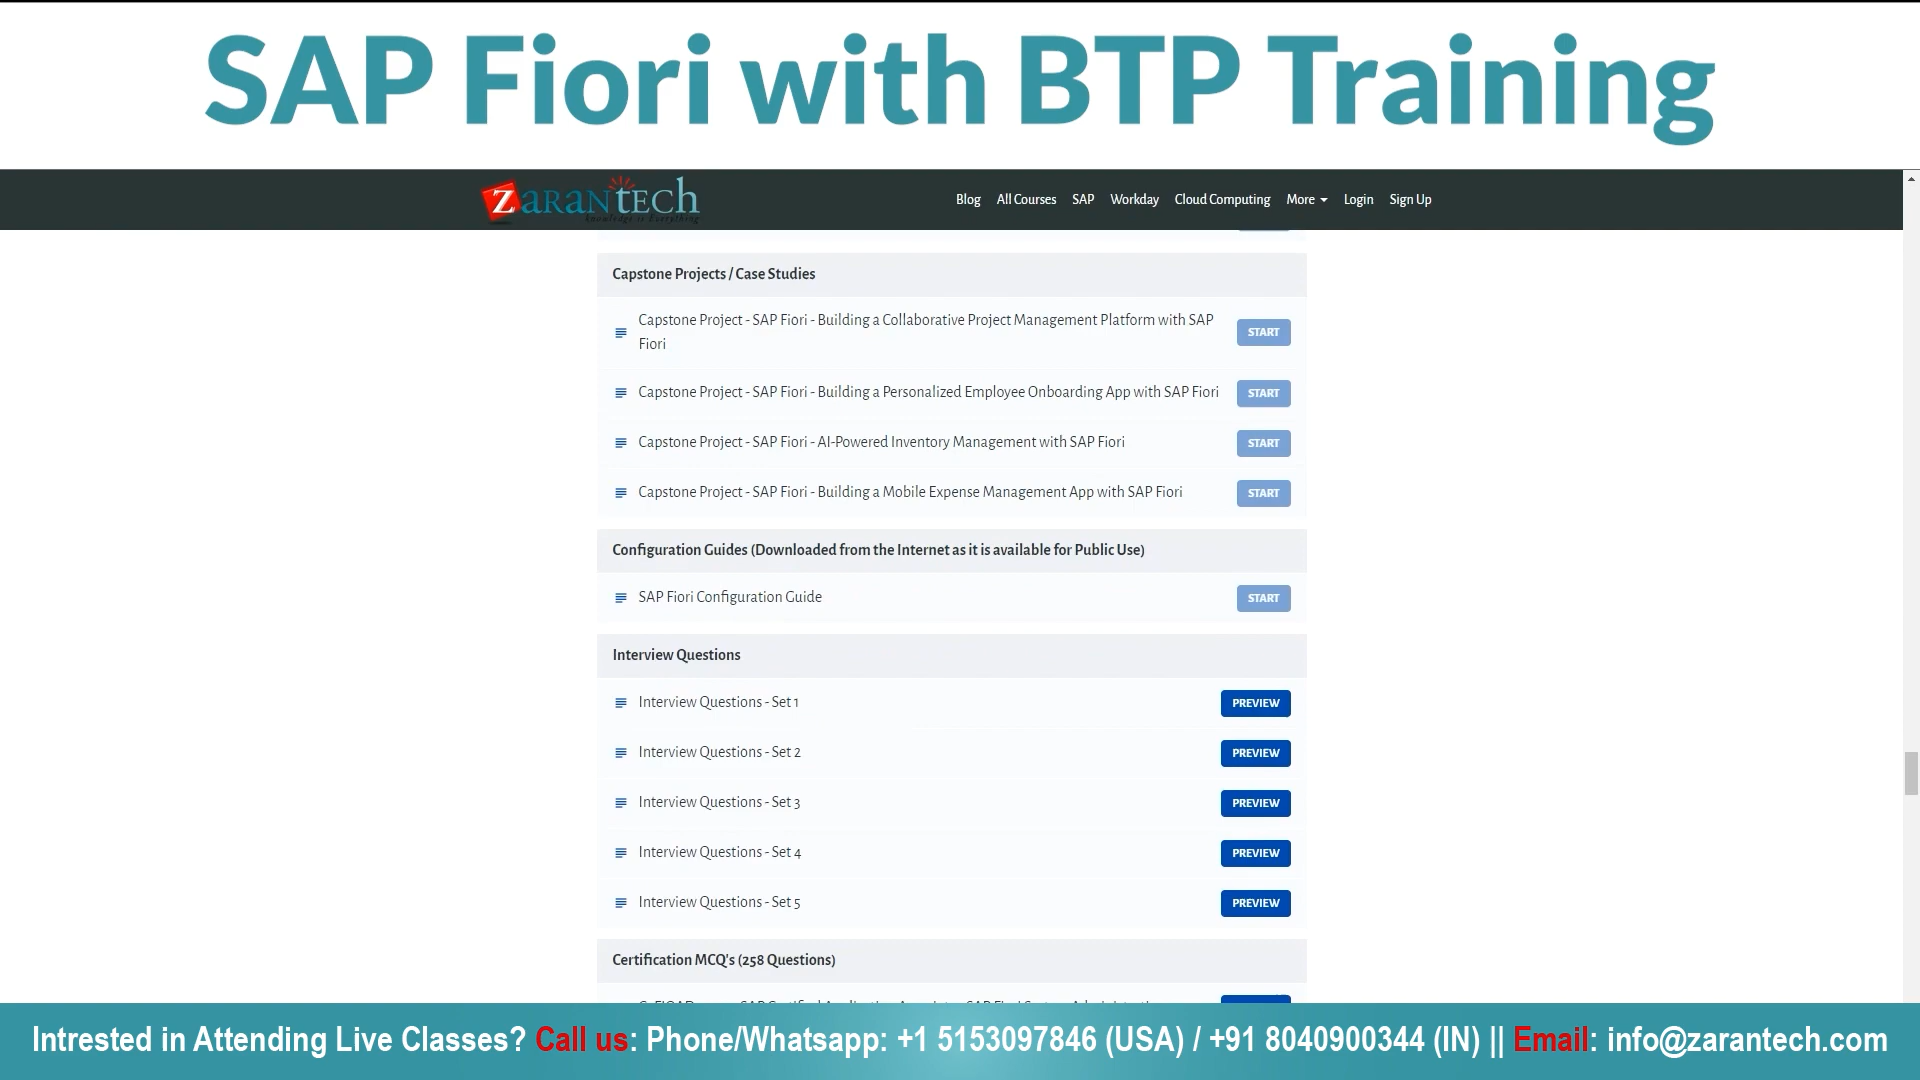 SAP Fiori with BTP Training
ZARANTECH
knowledge is Everything
Blog All Courses SAP Workday Cloud Computing More Login Sign Up
Capstone Projects / Case Studies
Capstone Project - SAP Fiori - Building a Collaborative Project Management Platform with SAP
Fiori
START
Capstone Project - SAP Fiori - Building a Personalized Employee Onboarding App with SAP Fiori
START
Capstone Project - SAP Fiori - AI-Powered Inventory Management with SAP Fiori
START
Capstone Project - SAP Fiori - Building a Mobile Expense Management App with SAP Fiori
START
Configuration Guides (Downloaded from the Internet as it is available for Public Use)
SAP Fiori Configuration Guide
START
Interview Questions
Interview Questions - Set 1
PREVIEW
Interview Questions - Set 2
PREVIEW
Interview Questions - Set 3
PREVIEW
Interview Questions - Set 4
PREVIEW
Interview Questions - Set 5
PREVIEW
Certification MCQ's (258 Questions)
Intrested in Attending Live Classes? Call us: Phone/Whatsapp: +1 5153097846 (USA) / +91 8040900344 (IN) || Email: info@zarantech.com